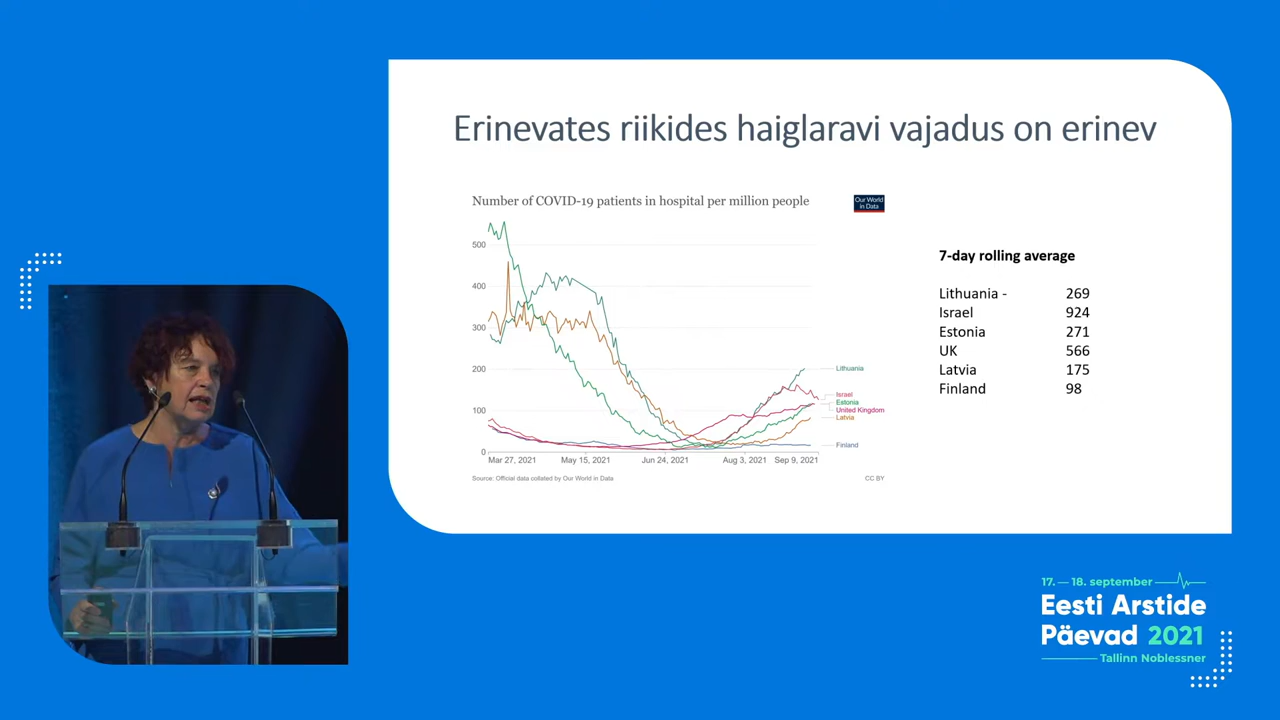 Erinevates riikides haiglaravi vajadus on erinev
Number of COVID-19 patients in hospital per million people
Our World
in Data
500
400
300
200
100
0
Mar 27, 2021
May 15, 2021
Jun 24, 2021
Aug 3, 2021
Sep 9, 2021
Lithuania
Israel
Estonia
United Kingdom
Latvia
Finland
Source: Official data collated by Our World in Data
CC BY
7-day rolling average
Lithuania - 269
Israel 924
Estonia 271
UK 566
Latvia 175
Finland 98
17. — 18. september
Eesti Arstide
Päevad 2021
Tallinn Noblessner